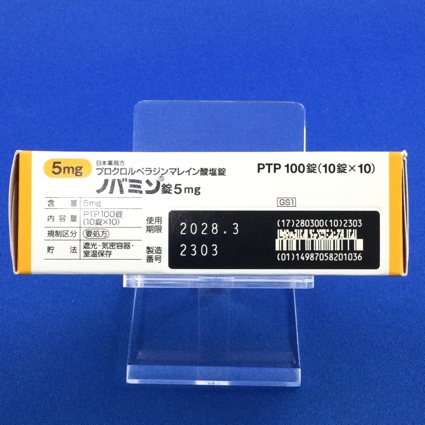 5mg
日本薬局方
プロクロルペラジンマレイン酸塩錠
ノバミン®錠5mg
PTP 100錠(10錠×10)
含量 5mg
内容量 PTP100錠
(10錠×10)
規制区分 要処方
貯法 遮光・気密容器・
室温保存
使用
期限 2028.3
製造
番号 2303
GS1
(17)280300(10)2303
(01)14987058201036